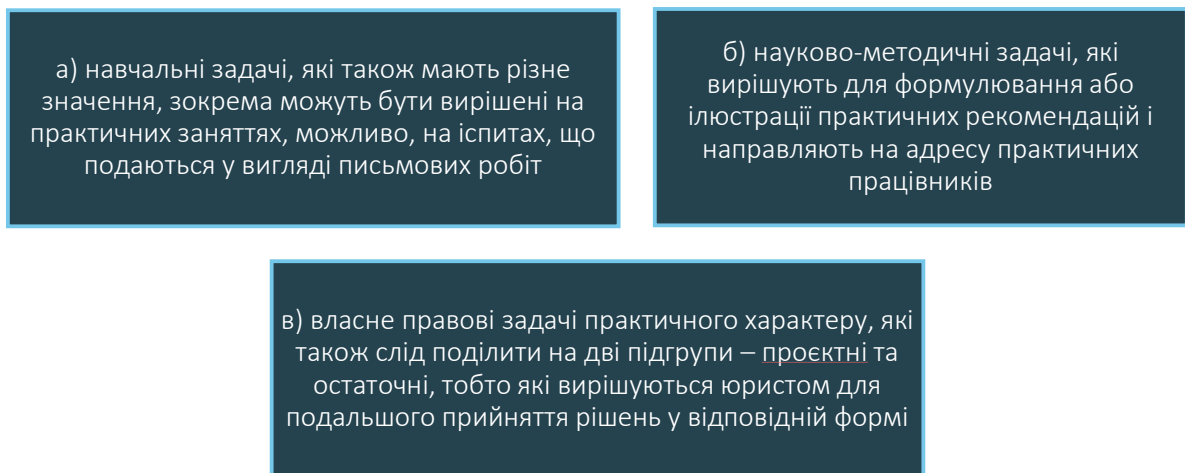 а) навчальні задачі, які також мають різне
значення, зокрема можуть бути вирішені на
практичних заняттях, можливо, на іспитах, що
подаються у вигляді письмових робіт
б) науково-методичні задачі, які
вирішують для формулювання або
ілюстрації практичних рекомендацій і
направляють на адресу практичних
працівників
в) власне правові задачі практичного характеру, які
також слід поділити на дві підгрупи – проєктні та
остаточні, тобто які вирішуються юристом для
подальшого прийняття рішень у відповідній формі